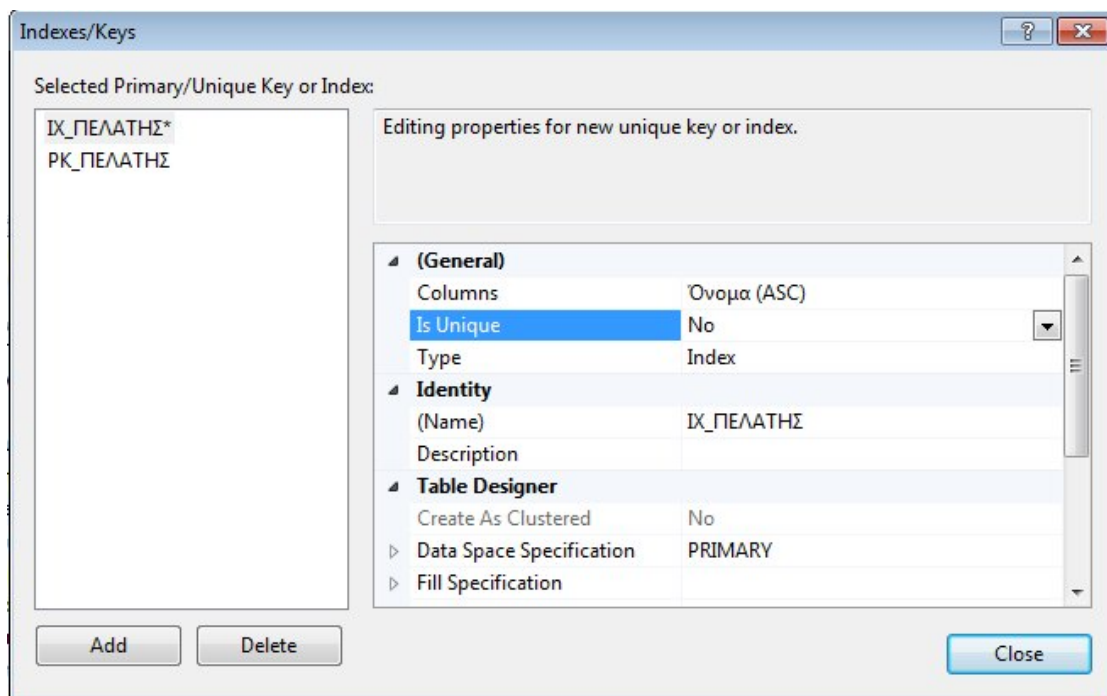 Indexes/Keys
Selected Primary/Unique Key or Index:
IX_ΠΕΛΑΤΗΣ*
PK_ΠΕΛΑΤΗΣ
Editing properties for new unique key or index.
(General)
Columns Όνομα (ASC)
Is Unique No
Type Index
Identity
(Name) IX_ΠΕΛΑΤΗΣ
Description
Table Designer
Create As Clustered No
Data Space Specification PRIMARY
Fill Specification
Add Delete Close